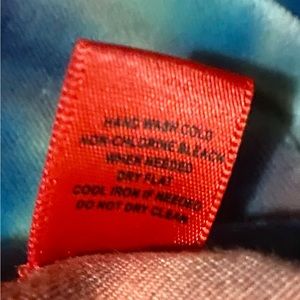 HAND WASH COLD
NON-CHLORINE BLEACH
WHEN NEEDED
DRY FLAT
COOL IRON IF NEEDED
DO NOT DRY CLEAN